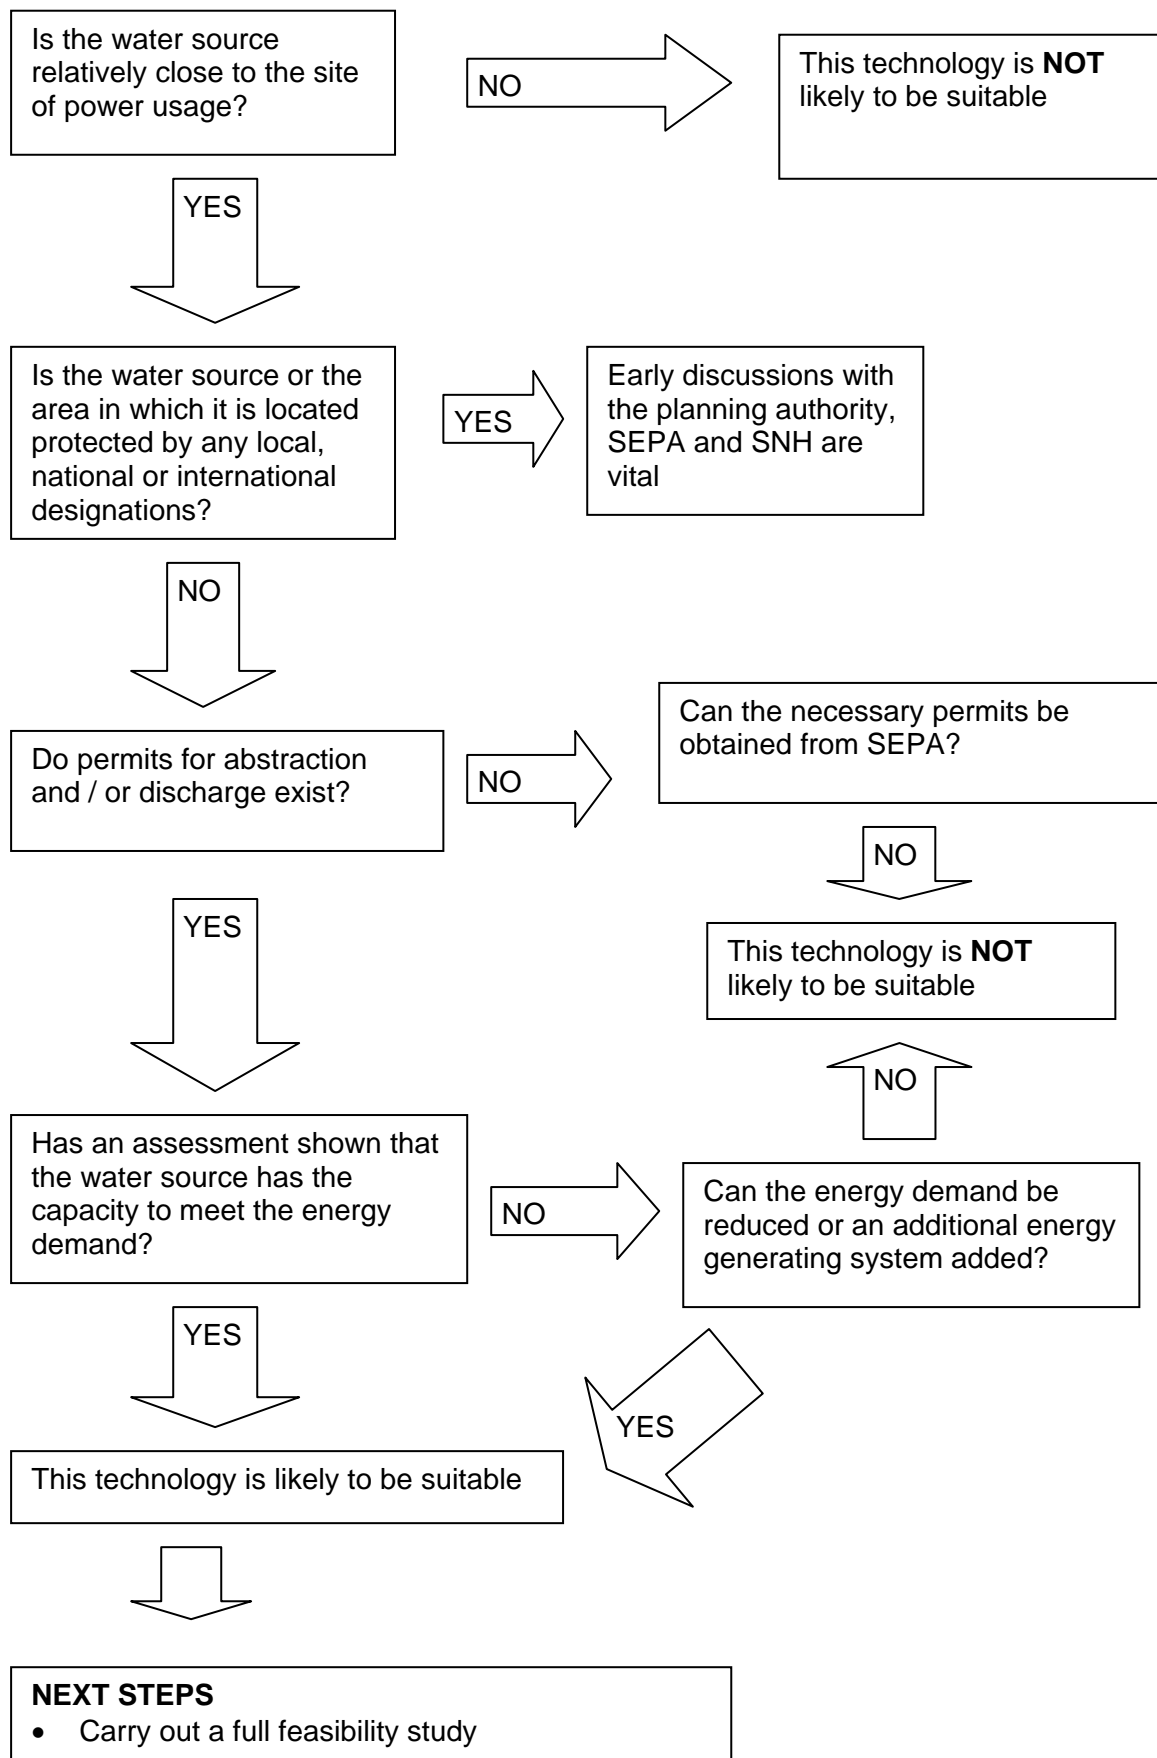 Is the water source
relatively close to the site
of power usage?
NO
This technology is NOT
likely to be suitable
YES
Is the water source or the
area in which it is located
protected by any local,
national or international
designations?
YES
Early discussions with
the planning authority,
SEPA and SNH are
vital
NO
Do permits for abstraction
and / or discharge exist?
NO
Can the necessary permits be
obtained from SEPA?
NO
YES
This technology is NOT
likely to be suitable
NO
Has an assessment shown that
the water source has the
capacity to meet the energy
demand?
NO
Can the energy demand be
reduced or an additional energy
generating system added?
YES
YES
This technology is likely to be suitable
NEXT STEPS
• Carry out a full feasibility study